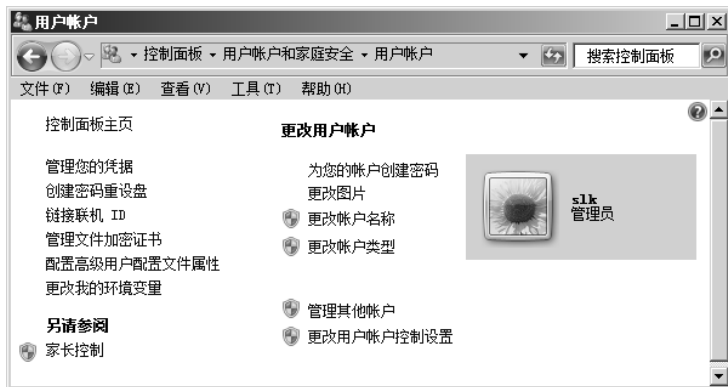 用户帐户
控制面板 用户帐户和家庭安全 用户帐户
搜索控制面板
文件(F) 编辑(E) 查看(V) 工具(T) 帮助(H)
控制面板主页
管理您的凭据
创建密码重设盘
链接联机 ID
管理文件加密证书
配置高级用户配置文件属性
更改我的环境变量
另请参阅
家长控制
更改用户帐户
为您的帐户创建密码
更改图片
更改帐户名称
更改帐户类型
管理其他帐户
更改用户帐户控制设置
slk
管理员